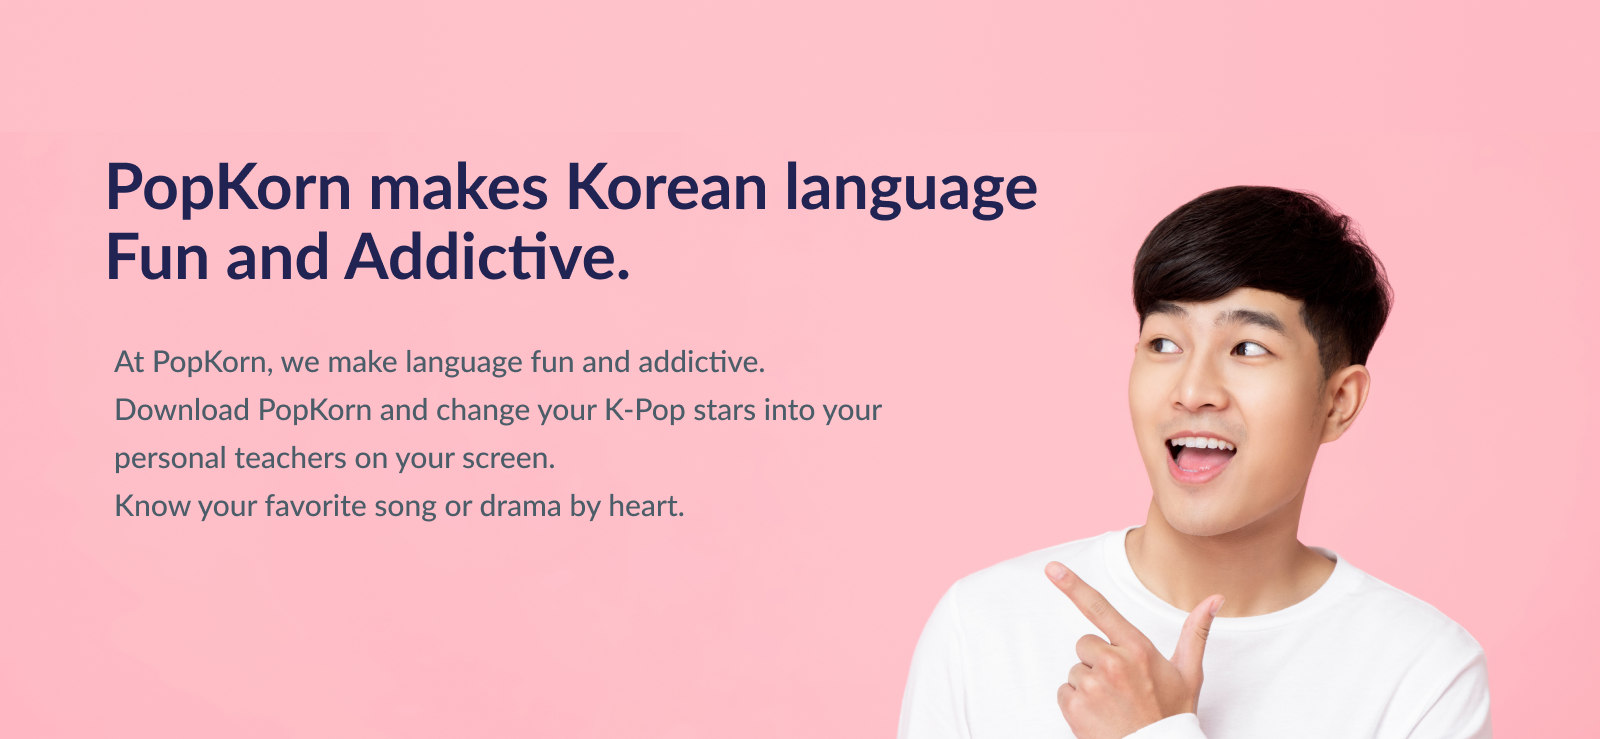 PopKorn makes Korean language
Fun and Addictive.
At PopKorn, we make language fun and addictive.
Download PopKorn and change your K-Pop stars into your
personal teachers on your screen.
Know your favorite song or drama by heart.